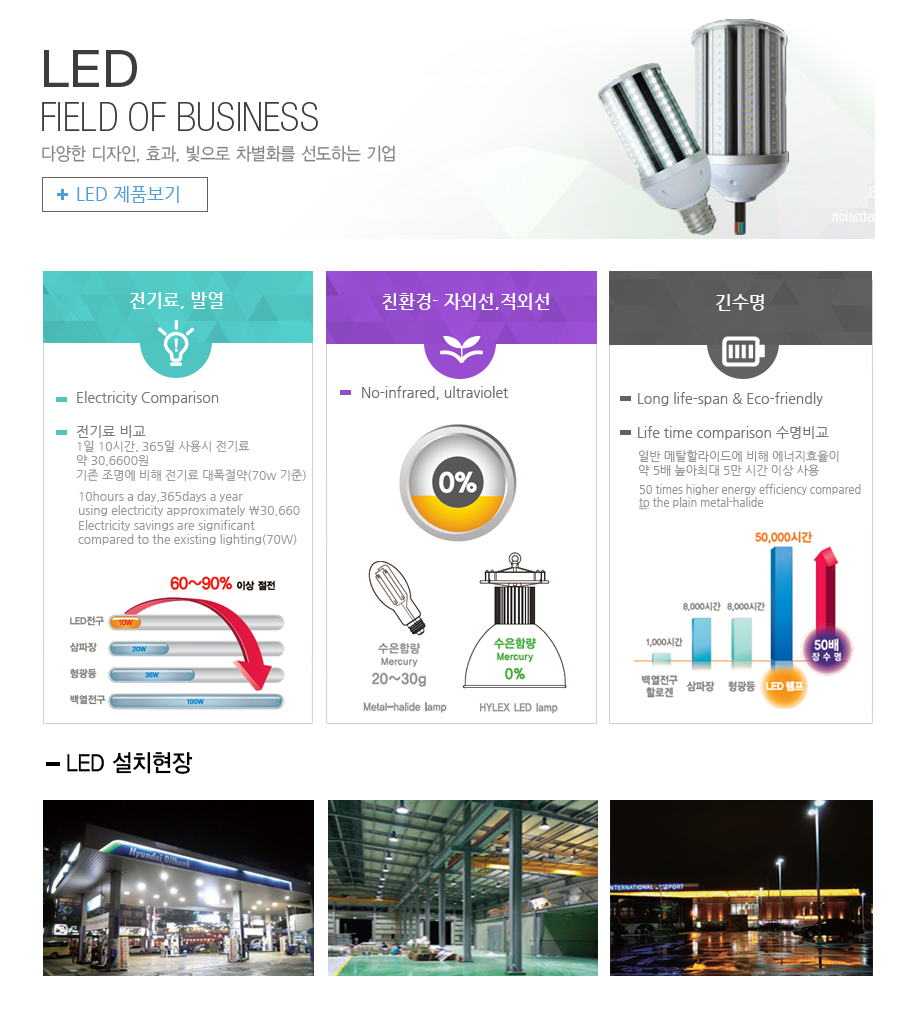 LED
FIELD OF BUSINESS
다양한 디자인, 효과, 빛으로 차별화를 선도하는 기업
+ LED 제품보기
전기료, 발열
Electricity Comparison
전기료 비교
1일 10시간, 365일 사용시 전기료
약 30,6600원
기존 조명에 비해 전기료 대폭절약(70w 기준)
10hours a day,365days a year
using electricity approximately ₩30,660
Electricity savings are significant
compared to the existing lighting(70W)
60~90% 이상 절전
LED전구 10W
삼파장 20W
형광등 36W
백열전구 100W
친환경- 자외선,적외선
No-infrared, ultraviolet
0%
수은함량
Mercury
20~30g
Metal-halide lamp
수은함량
Mercury
0%
HYLEX LED lamp
긴수명
Long life-span & Eco-friendly
Life time comparison 수명비교
일반 메탈할라이드에 비해 에너지효율이
약 5배 높아최대 5만 시간 이상 사용
50 times higher energy efficiency compared
to the plain metal-halide
50,000시간
8,000시간 8,000시간
1,000시간
50배
장수명
백열전구
할로겐
삼파장
형광등
LED 램프
LED 설치현장
Hyundai Oilbank
INTERNATIONAL AIRPORT